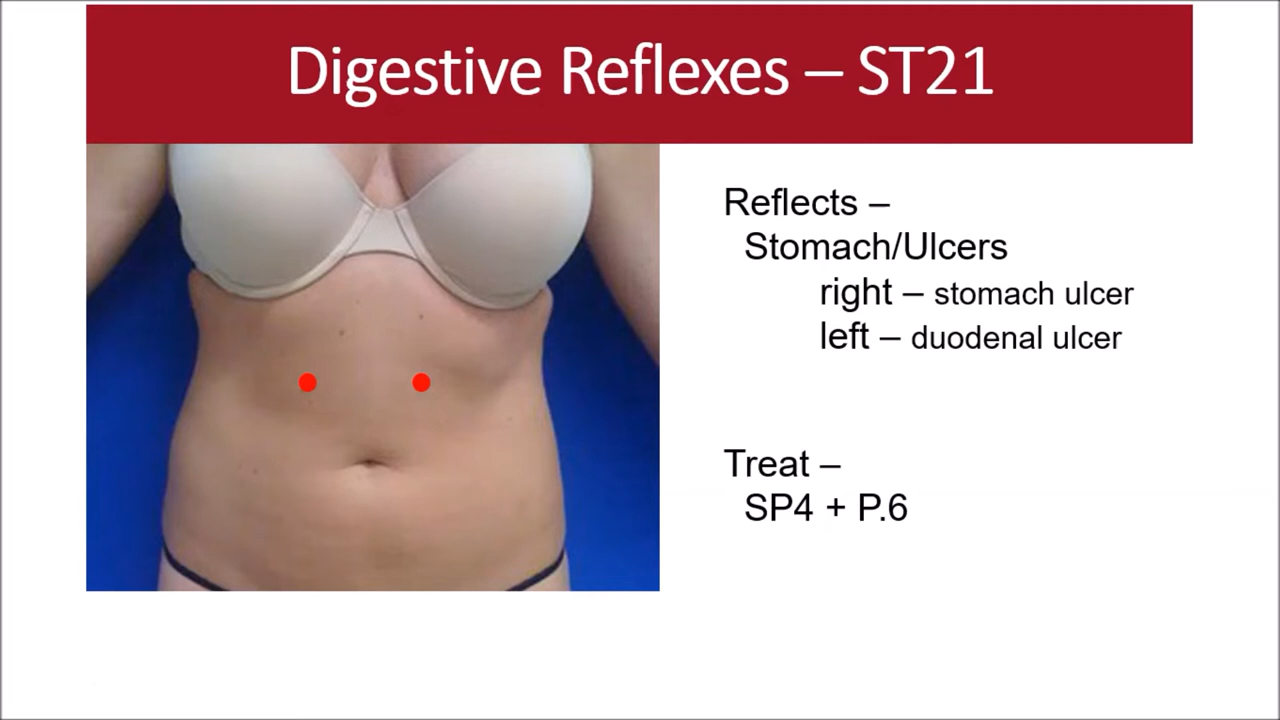 Digestive Reflexes – ST21
Reflects –
Stomach/Ulcers
right – stomach ulcer
left – duodenal ulcer
Treat –
SP4 + P.6